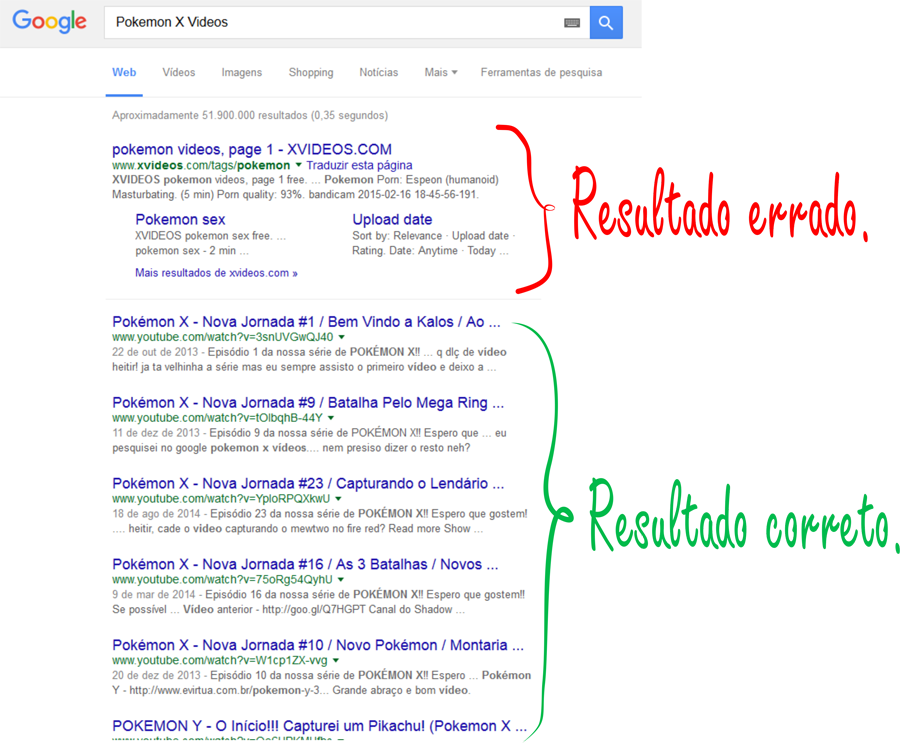 Google
Pokemon X Videos
Web Vídeos Imagens Shopping Notícias Mais Ferramentas de pesquisa
Aproximadamente 51.900.000 resultados (0,35 segundos)
pokemon videos, page 1 - XVIDEOS.COM
www.xvideos.com/tags/pokemon Traduzir esta página
XVIDEOS pokemon videos, page 1 free. ... Pokemon Porn: Espeon (humanoid)
Masturbating. (5 min) Porn quality: 93%. bandicam 2015-02-16 18-45-56-191.
Pokemon sex
XVIDEOS pokemon sex free. ...
pokemon sex - 2 min ...
Upload date
Sort by: Relevance · Upload date ·
Rating. Date: Anytime · Today ...
Mais resultados de xvideos.com »
Resultado errado.
Pokémon X - Nova Jornada #1 / Bem Vindo a Kalos / Ao ...
www.youtube.com/watch?v=3snUVGwQJ40
22 de out de 2013 - Episódio 1 da nossa série de POKÉMON X!! ... q dlç de vídeo
heitir! ja ta velhinha a série mas eu sempre assisto o primeiro vídeo e deixo a ...
Pokémon X - Nova Jornada #9 / Batalha Pelo Mega Ring ...
www.youtube.com/watch?v=tOlbqhB-44Y
11 de dez de 2013 - Episódio 9 da nossa série de POKÉMON X!! Espero que ... eu
pesquisei no google pokemon x videos.... nem presiso dizer o resto neh?
Pokémon X - Nova Jornada #23 / Capturando o Lendário ...
www.youtube.com/watch?v=YploRPQXkwU
18 de ago de 2014 - Episódio 23 da nossa série de POKÉMON X!! Espero que gostem!
.... heitir, cade o video capturando o mewtwo no fire red? Read more Show ...
Resultado correto.
Pokémon X - Nova Jornada #16 / As 3 Batalhas / Novos ...
www.youtube.com/watch?v=75oRg54QyhU
9 de mar de 2014 - Episódio 16 da nossa série de POKÉMON X!! Espero que gostem!!
Se possível ... Vídeo anterior - http://goo.gl/Q7HGPT Canal do Shadow ...
Pokémon X - Nova Jornada #10 / Novo Pokémon / Montaria ...
www.youtube.com/watch?v=W1cp1ZX-vvg
20 de dez de 2013 - Episódio 10 da nossa série de POKÉMON X!! Espero ... Pokémon
Y - http://www.evirtua.com.br/pokemon-y-3... Grande abraço e bom vídeo.
POKEMON Y - O Início!!! Capturei um Pikachu! (Pokemon X ...